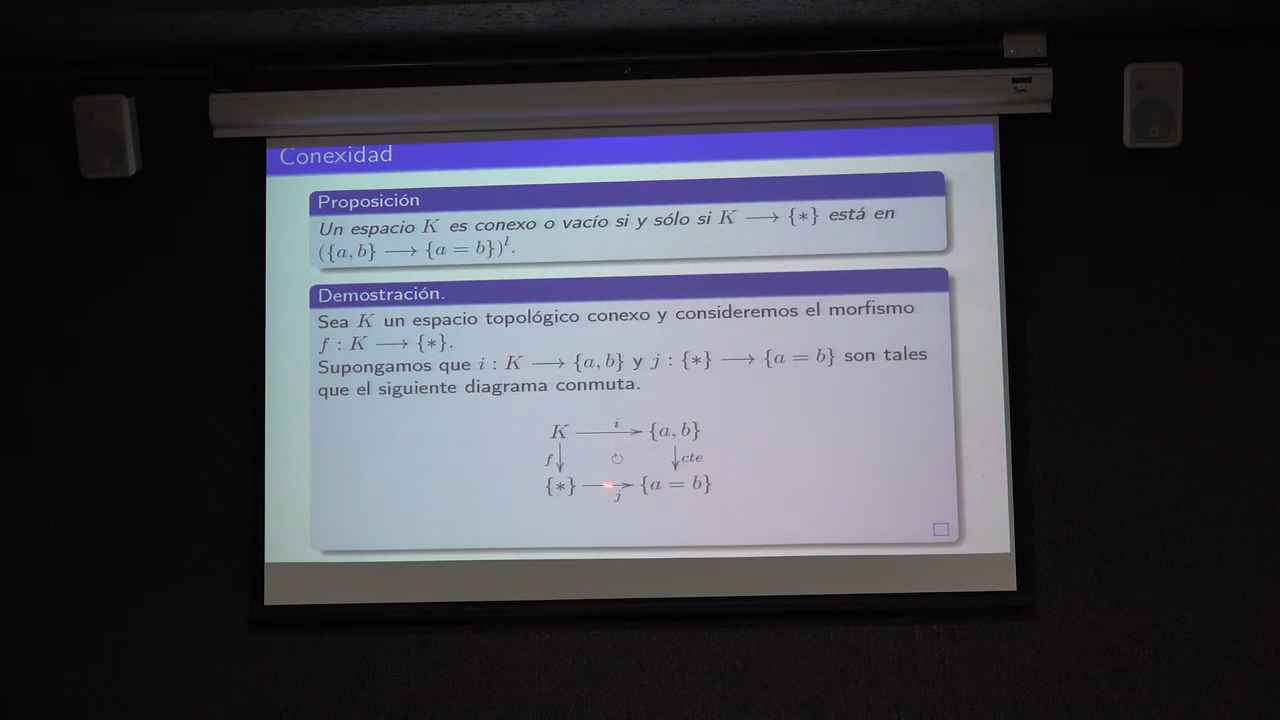 Conexidad
Proposición
Un espacio K es conexo o vacío si y sólo si K ⟶ {∗} está en
({a, b} ⟶ {a = b})ˡ.
Demostración.
Sea K un espacio topológico conexo y consideremos el morfismo
f : K ⟶ {∗}.
Supongamos que i : K ⟶ {a, b} y j : {∗} ⟶ {a = b} son tales
que el siguiente diagrama conmuta.
K i {a, b}
f ↻ cte
{∗} j {a = b}